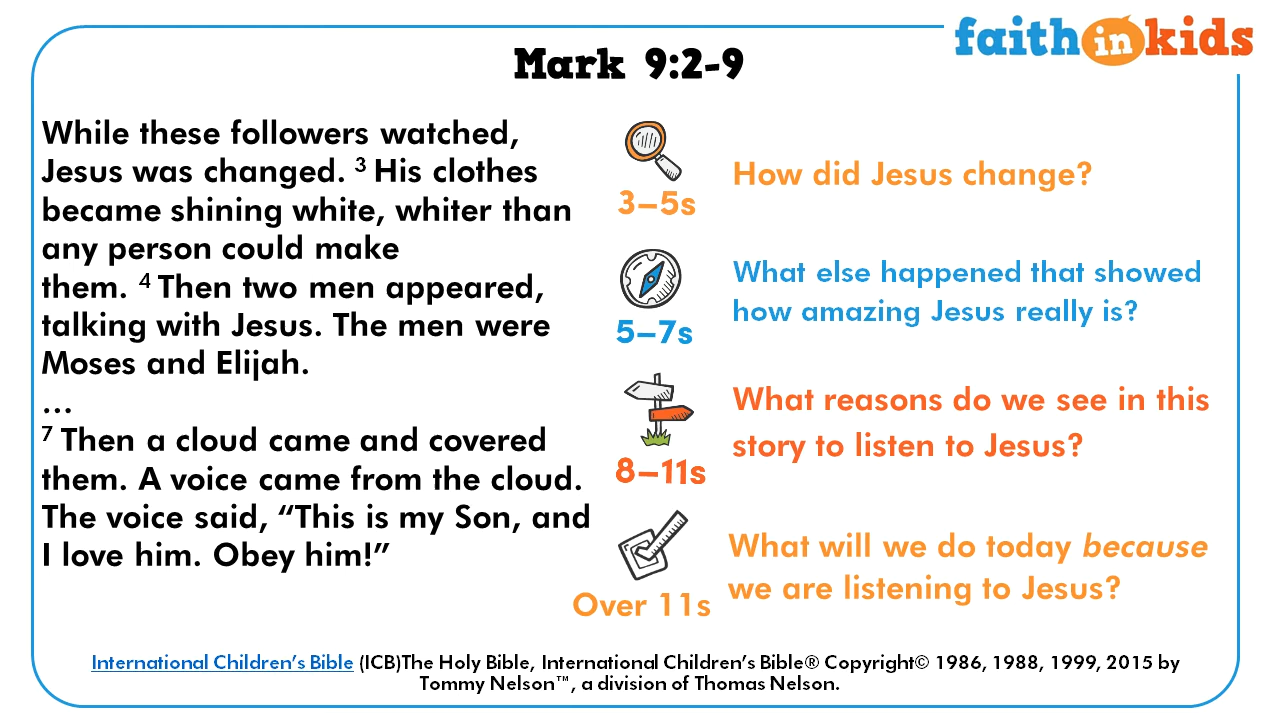 faith in kids
Mark 9:2-9
While these followers watched,
Jesus was changed. 3 His clothes
became shining white, whiter than
any person could make
them. 4 Then two men appeared,
talking with Jesus. The men were
Moses and Elijah.
…
7 Then a cloud came and covered
them. A voice came from the cloud.
The voice said, “This is my Son, and
I love him. Obey him!”
3–5s
How did Jesus change?
5–7s
What else happened that showed
how amazing Jesus really is?
8–11s
What reasons do we see in this
story to listen to Jesus?
Over 11s
What will we do today because
we are listening to Jesus?
International Children’s Bible (ICB)The Holy Bible, International Children’s Bible® Copyright© 1986, 1988, 1999, 2015 by
Tommy Nelson™, a division of Thomas Nelson.